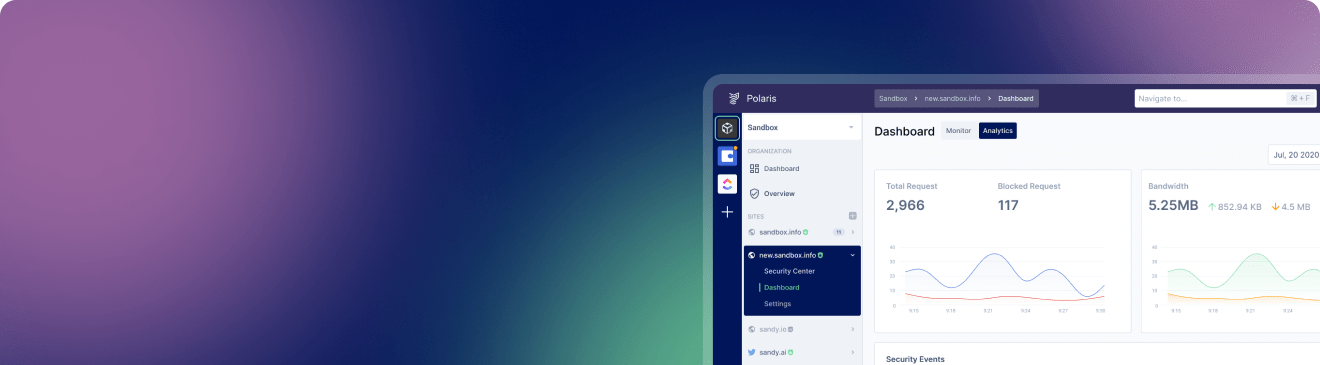 Polaris
Sandbox > new.sandbox.info > Dashboard
Navigate to... ⌘ + F
Sandbox
ORGANIZATION
Dashboard
Overview
SITES
sandbox.info 11
new.sandbox.info
Security Center
Dashboard
Settings
sandy.io
sandy.ai
Dashboard Monitor Analytics
Jul, 20 2020
Total Request Blocked Request
2,966 117
40
30
20
10
0
9:15 9:18 9:21 9:24 9:27 9:30
Bandwidth
5.25MB 852.94 KB 4.5 MB
40
30
20
10
0
9:15 9:18 9:21 9:24
Security Events